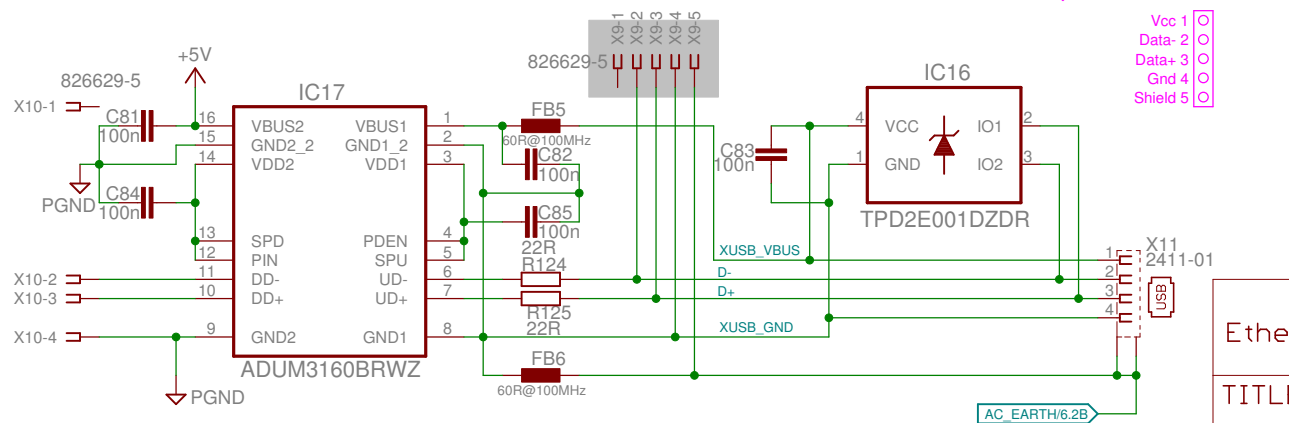 Vcc 1
Data- 2
Data+ 3
Gnd 4
Shield 5
X9-1
X9-2
X9-3
X9-4
X9-5
826629-5
+5V
826629-5
X10-1
C81
100n
IC17
16 VBUS2 VBUS1 1
15 GND2_2 GND1_2 2
14 VDD2 VDD1 3
13 SPD PDEN 4
12 PIN SPU 5
11 DD- UD- 6
10 DD+ UD+ 7
9 GND2 GND1 8
ADUM3160BRWZ
PGND
C84
100n
X10-2
X10-3
X10-4
PGND
FB5
60R@100MHz
C82
100n
C85
100n
22R
R124
R125
22R
FB6
60R@100MHz
C83
100n
IC16
4 VCC IO1 2
1 GND IO2 3
TPD2E001DZDR
XUSB_VBUS
D-
D+
XUSB_GND
X11
2411-01
1
2
3
4
USB
AC_EARTH/6.2B
Ethe
TITL